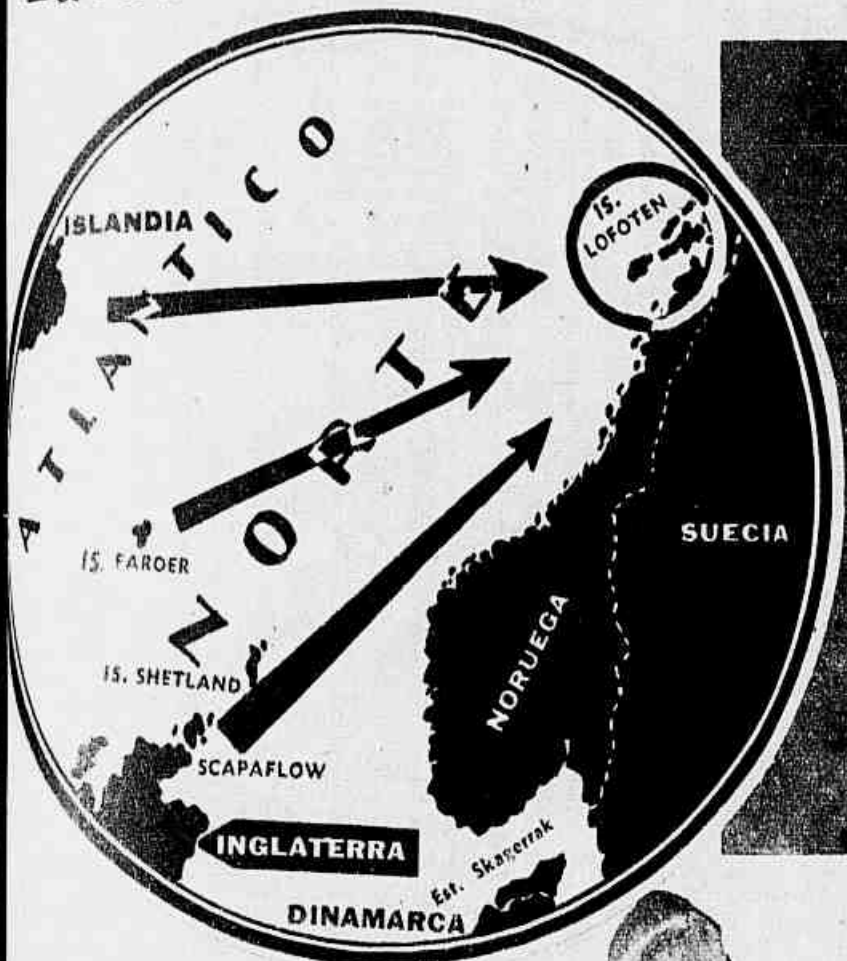 ISLANDIA
ATLANTICO
NORTE
IS.
LOFOTEN
IS. FAROER
IS. SHETLAND
SCAPAFLOW
INGLATERRA
DINAMARCA
Est. Skagerrak
NORUEGA
SUECIA